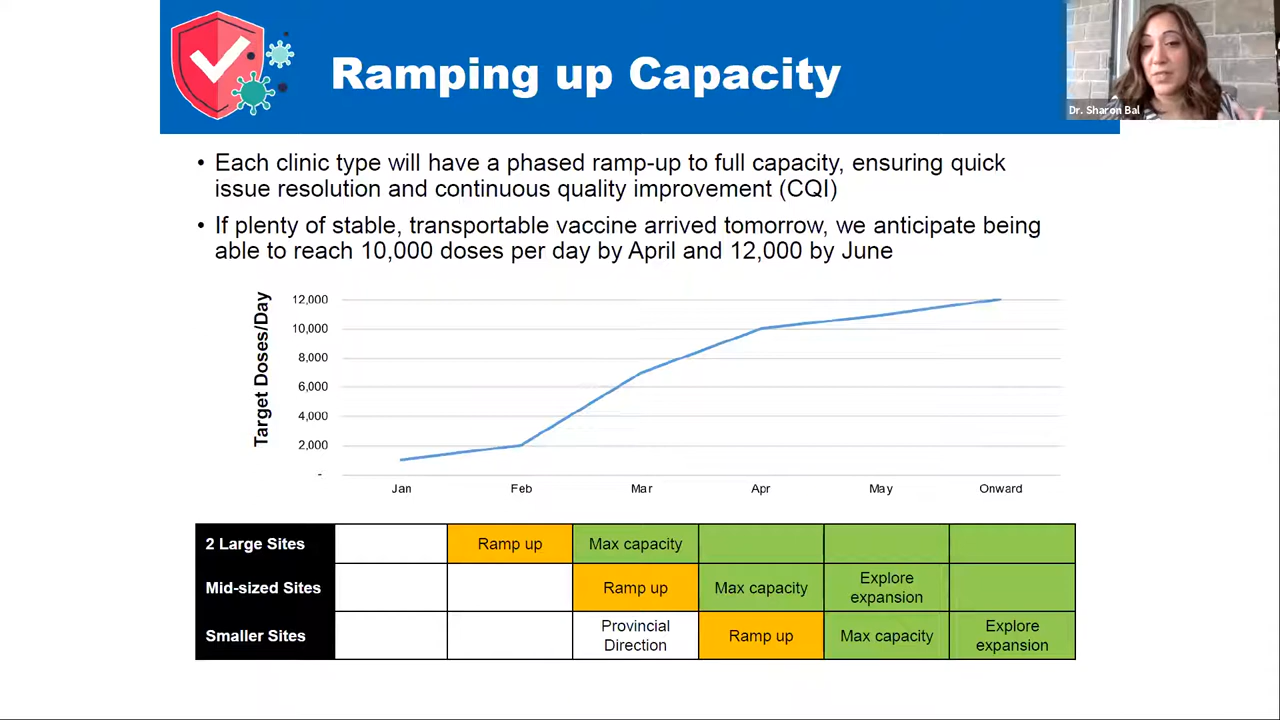 Ramping up Capacity
Dr. Sharon Bal
• Each clinic type will have a phased ramp-up to full capacity, ensuring quick
issue resolution and continuous quality improvement (CQI)
• If plenty of stable, transportable vaccine arrived tomorrow, we anticipate being
able to reach 10,000 doses per day by April and 12,000 by June
Target Doses/Day
12,000
10,000
8,000
6,000
4,000
2,000
-
Jan Feb Mar Apr May Onward
2 Large Sites Ramp up Max capacity
Mid-sized Sites Ramp up Max capacity Explore
expansion
Smaller Sites Provincial
Direction Ramp up Max capacity Explore
expansion